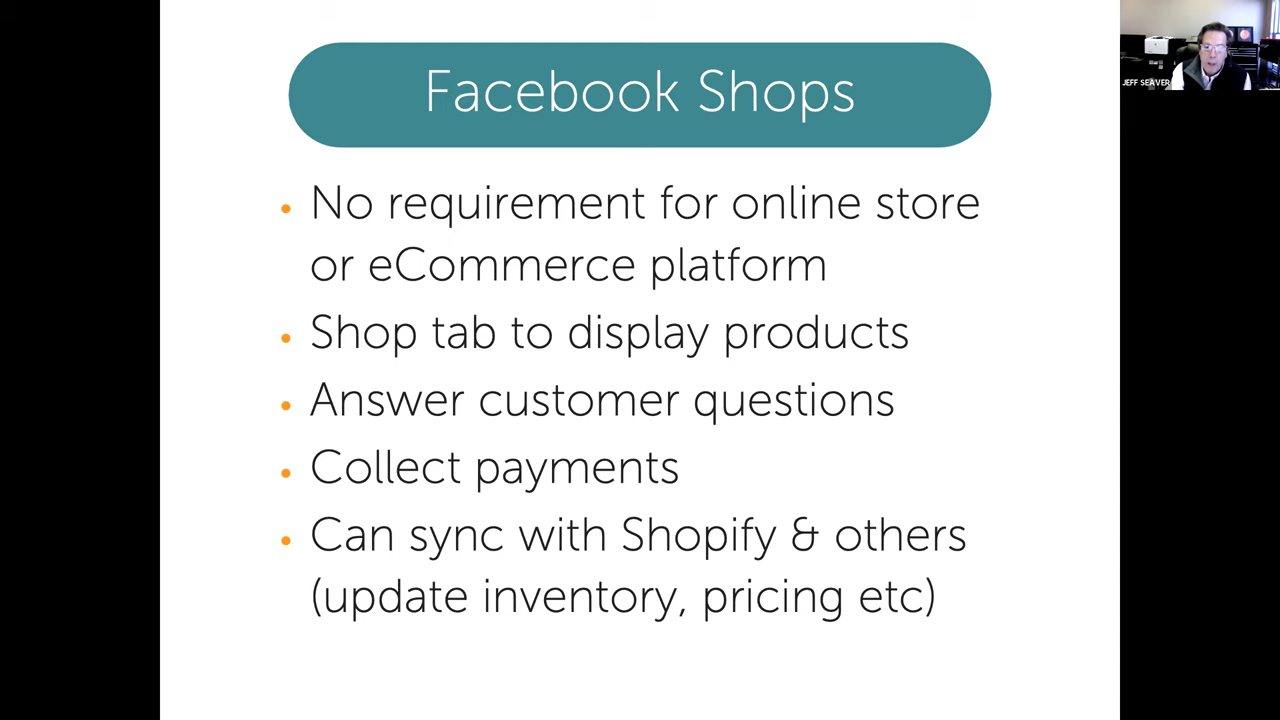 Facebook Shops
JEFF SEAVER
• No requirement for online store
or eCommerce platform
• Shop tab to display products
• Answer customer questions
• Collect payments
• Can sync with Shopify & others
(update inventory, pricing etc)